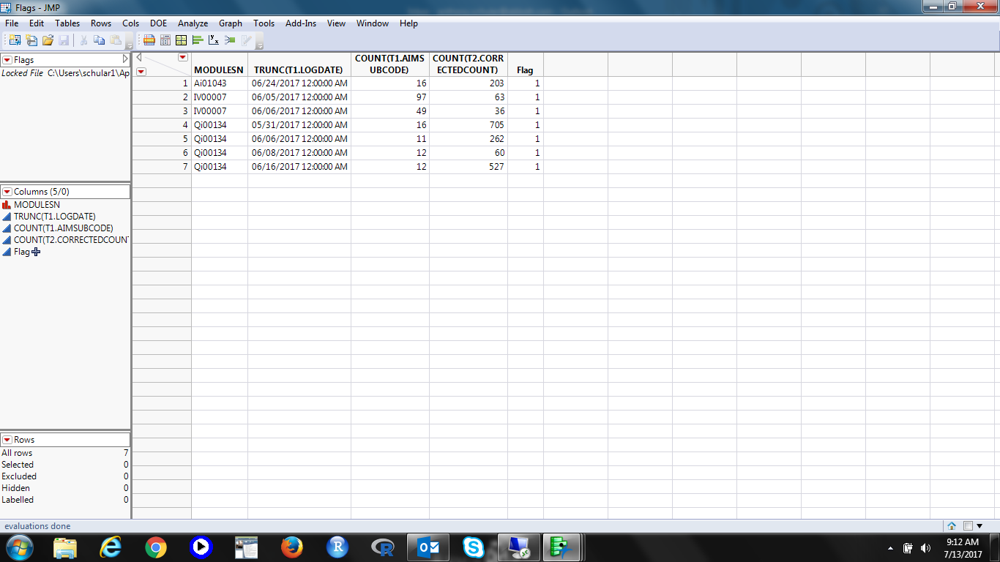 Flags - JMP
File Edit Tables Rows Cols DOE Analyze Graph Tools Add-Ins View Window Help
Flags
Locked File C:\Users\schular1\Ap
MODULESN TRUNC(T1.LOGDATE) COUNT(T1.AIMS
UBCODE) COUNT(T2.CORR
ECTEDCOUNT) Flag
1 Ai01043 06/24/2017 12:00:00 AM 16 203 1
2 IV00007 06/05/2017 12:00:00 AM 97 63 1
3 IV00007 06/06/2017 12:00:00 AM 49 36 1
4 Qi00134 05/31/2017 12:00:00 AM 16 705 1
5 Qi00134 06/06/2017 12:00:00 AM 11 262 1
6 Qi00134 06/08/2017 12:00:00 AM 12 60 1
7 Qi00134 06/16/2017 12:00:00 AM 12 527 1
Columns (5/0)
MODULESN
TRUNC(T1.LOGDATE)
COUNT(T1.AIMSUBCODE)
COUNT(T2.CORRECTEDCOUN
Flag
Rows
All rows 7
Selected 0
Excluded 0
Hidden 0
Labelled 0
evaluations done
9:12 AM
7/13/2017